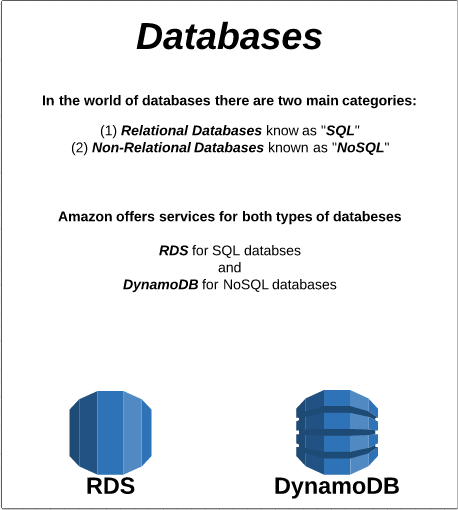 Databases
In the world of databases there are two main categories:
(1) Relational Databases know as "SQL"
(2) Non-Relational Databases known as "NoSQL"
Amazon offers services for both types of databeses
RDS for SQL databses
and
DynamoDB for NoSQL databases
RDS
DynamoDB